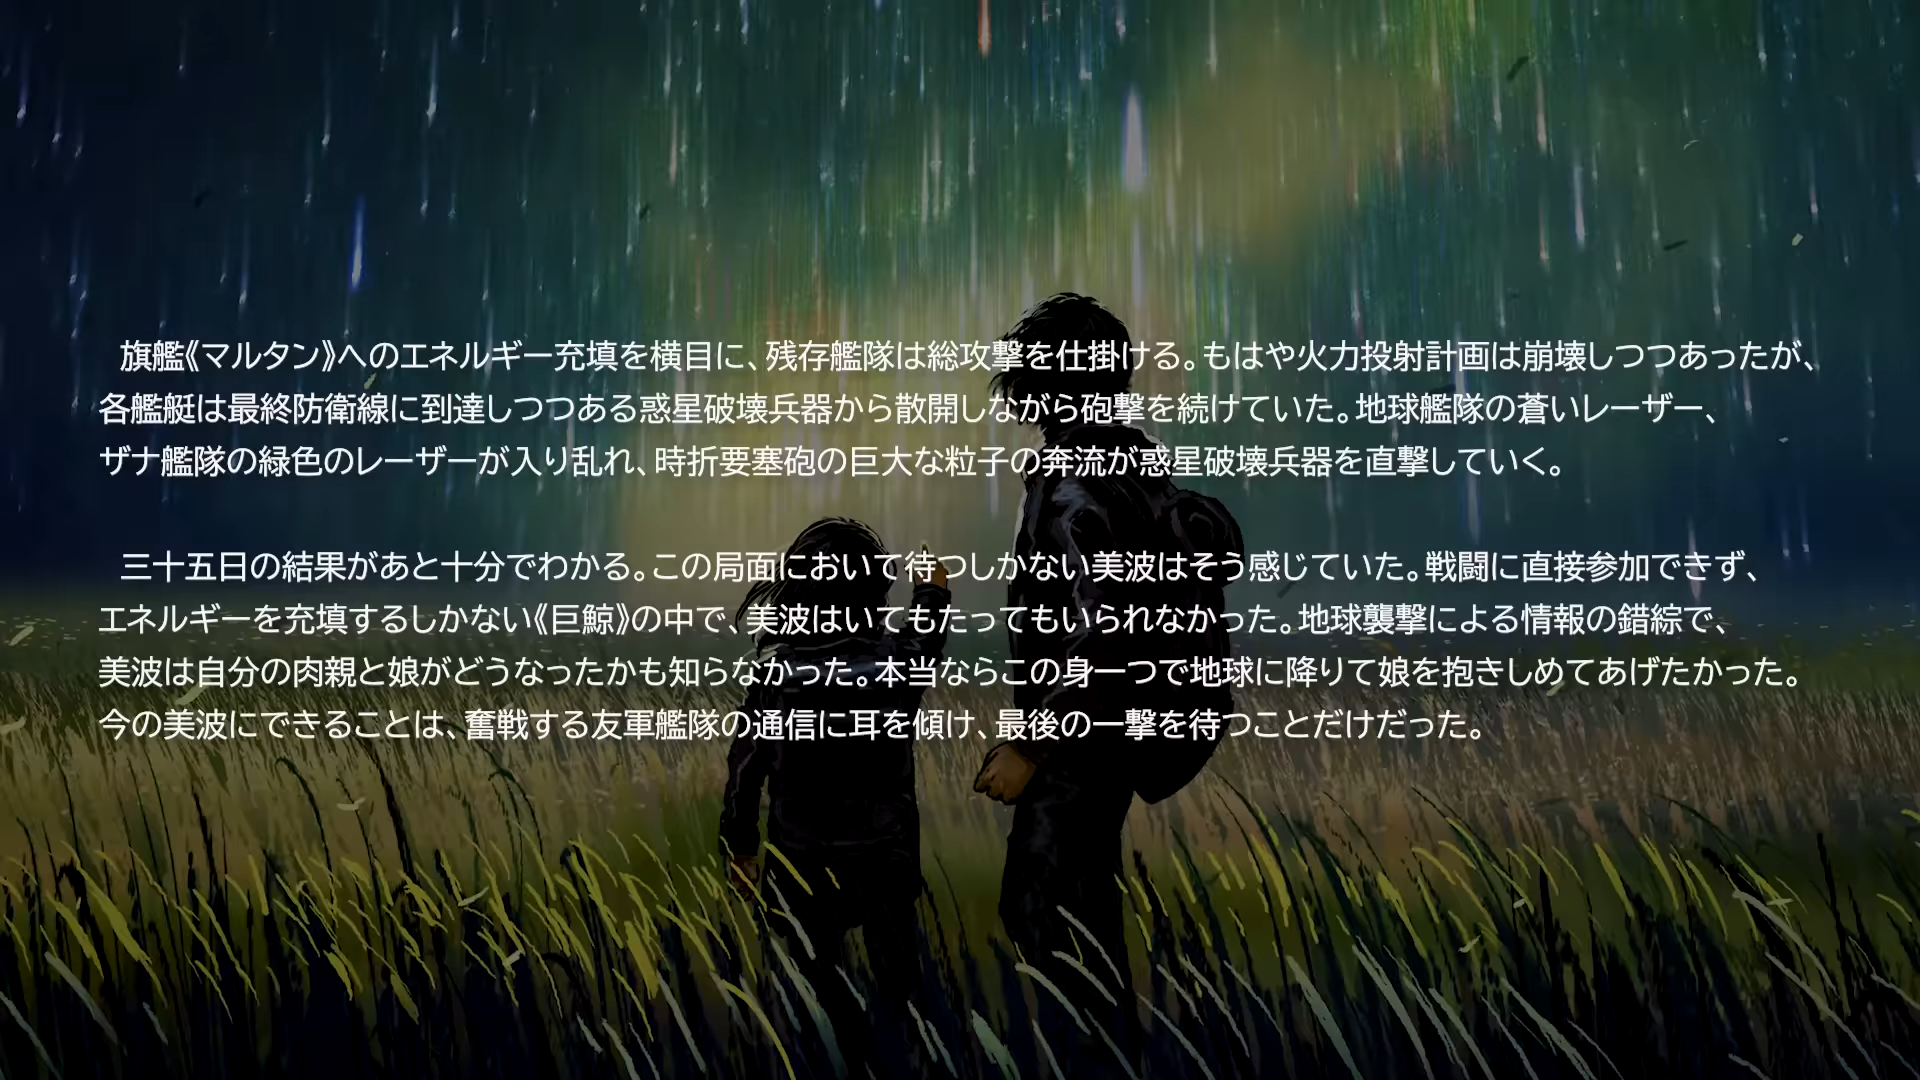 旗艦《マルタン》へのエネルギー充填を横目に、残存艦隊は総攻撃を仕掛ける。もはや火力投射計画は崩壊しつつあったが、
各艦艇は最終防衛線に到達しつつある惑星破壊兵器から散開しながら砲撃を続けていた。地球艦隊の蒼いレーザー、
ザナ艦隊の緑色のレーザーが入り乱れ、時折要塞砲の巨大な粒子の奔流が惑星破壊兵器を直撃していく。
三十五日の結果があと十分でわかる。この局面において待つしかない美波はそう感じていた。戦闘に直接参加できず、
エネルギーを充填するしかない《巨鯨》の中で、美波はいてもたってもいられなかった。地球襲撃による情報の錯綜で、
美波は自分の肉親と娘がどうなったかも知らなかった。本当ならこの身一つで地球に降りて娘を抱きしめてあげたかった。
今の美波にできることは、奮戦する友軍艦隊の通信に耳を傾け、最後の一撃を待つことだけだった。